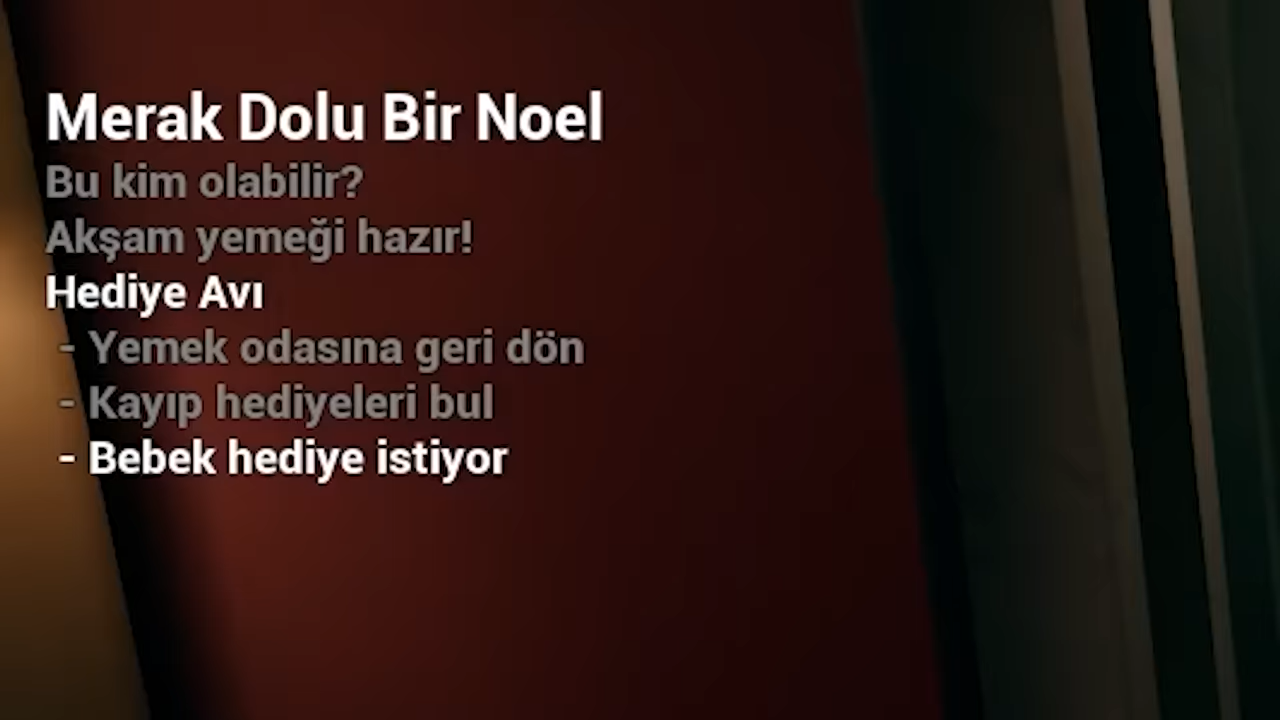 Merak Dolu Bir Noel
Bu kim olabilir?
Akşam yemeği hazır!
Hediye Avı
- Yemek odasına geri dön
- Kayıp hediyeleri bul
- Bebek hediye istiyor